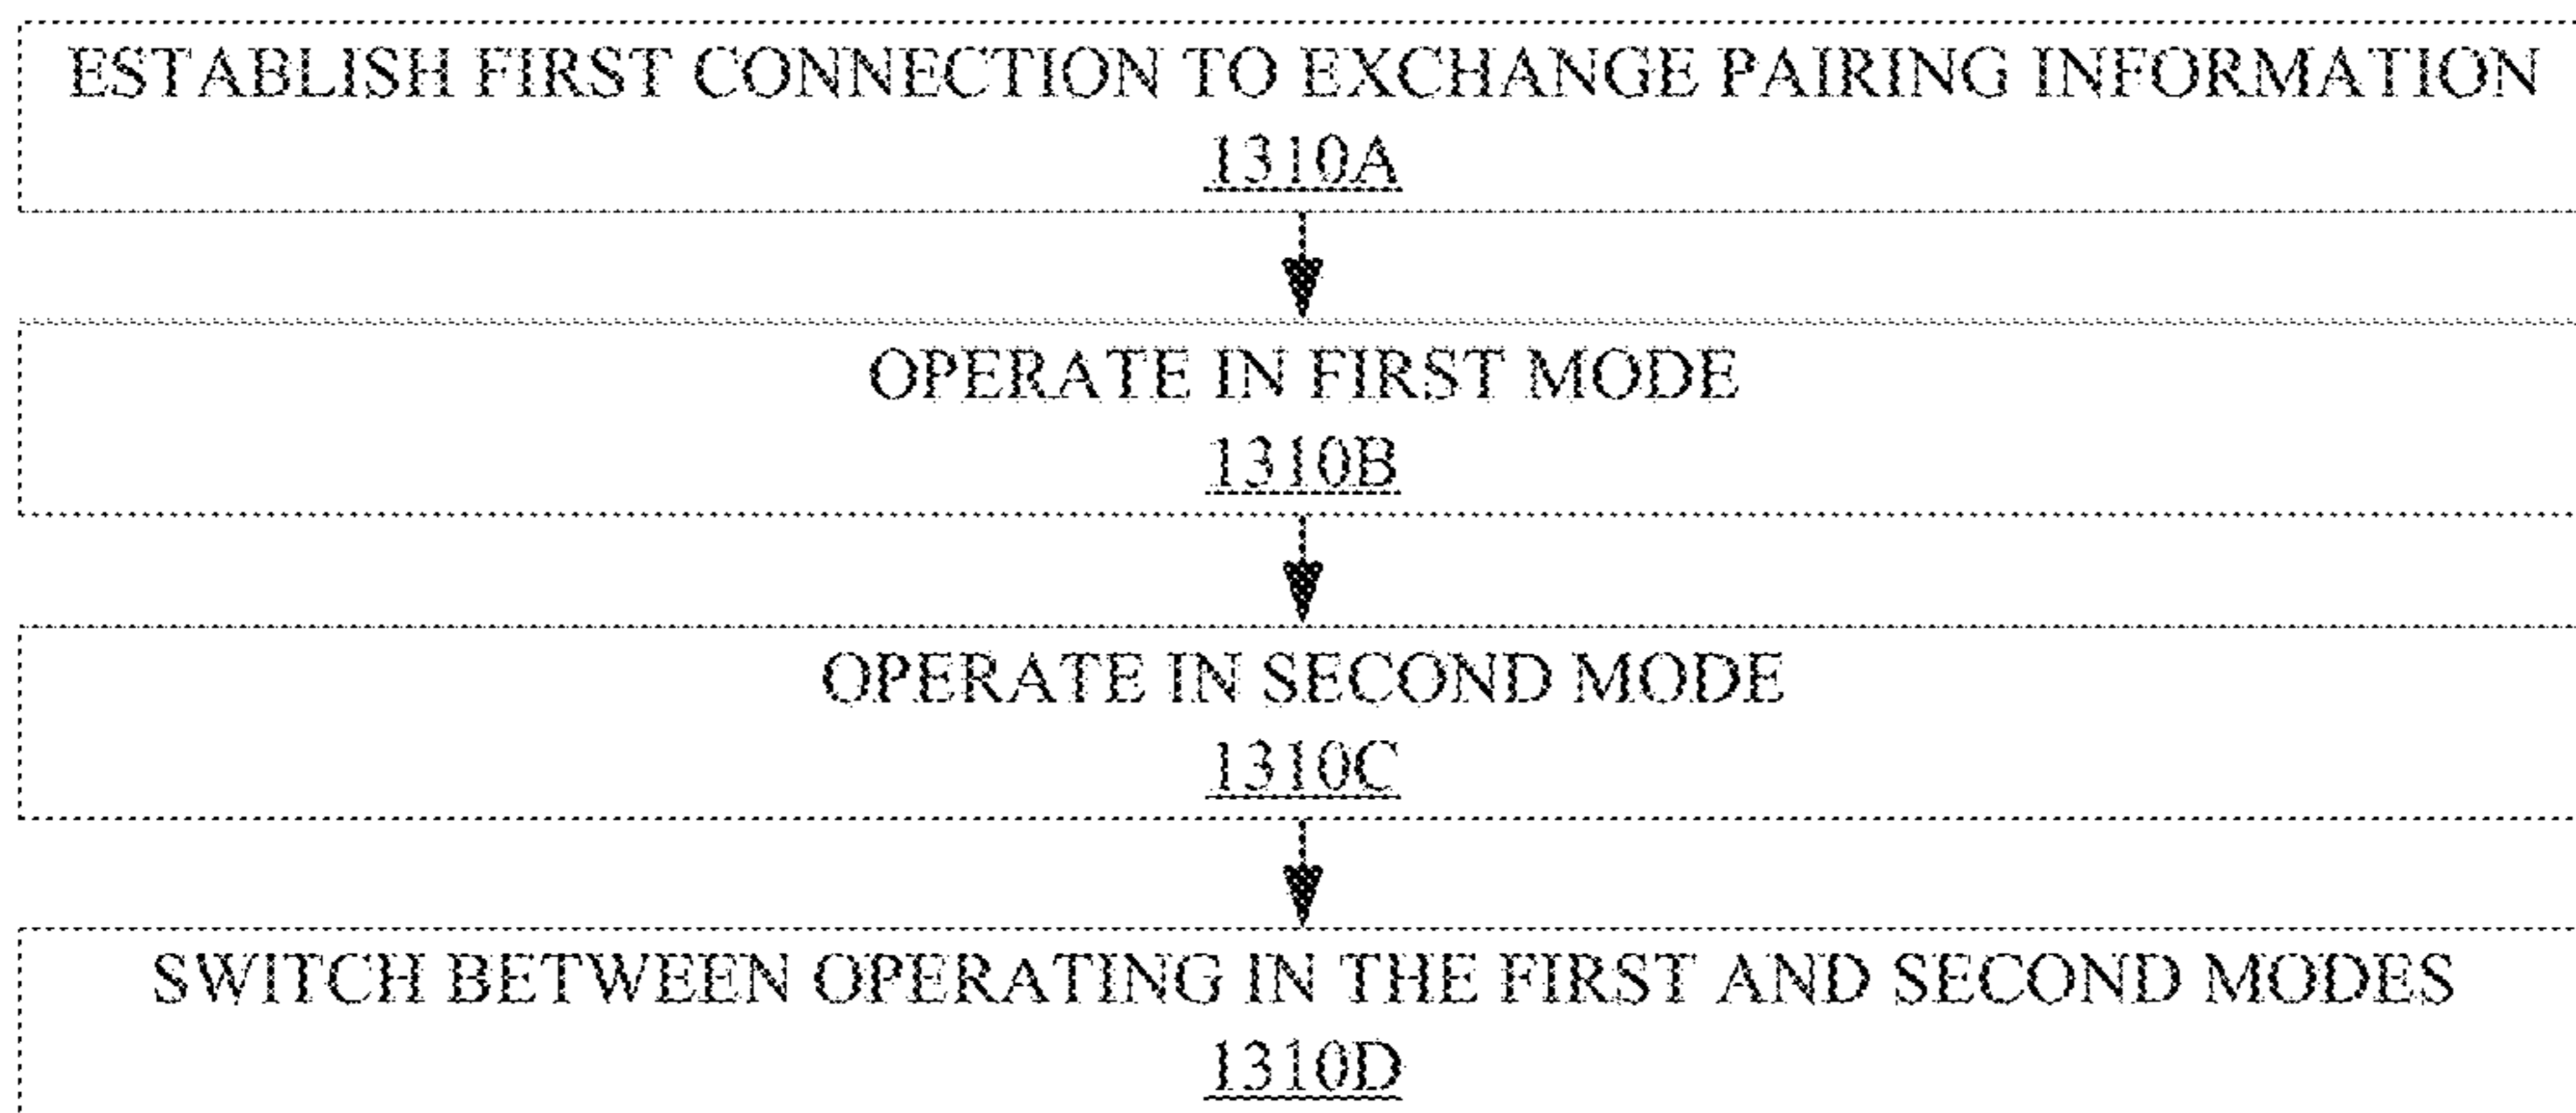 ESTABLISH FIRST CONNECTION TO EXCHANGE PAIRING INFORMATION
1310A
OPERATE IN FIRST MODE
1310B
OPERATE IN SECOND MODE
1310C
SWITCH BETWEEN OPERATING IN THE FIRST AND SECOND MODES
1310D